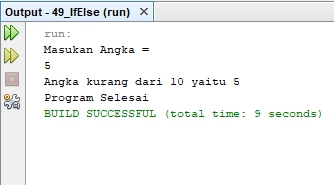 Output - 49_IfElse (run) ×
run:
Masukan Angka =
5
Angka kurang dari 10 yaitu 5
Program Selesai
BUILD SUCCESSFUL (total time: 9 seconds)